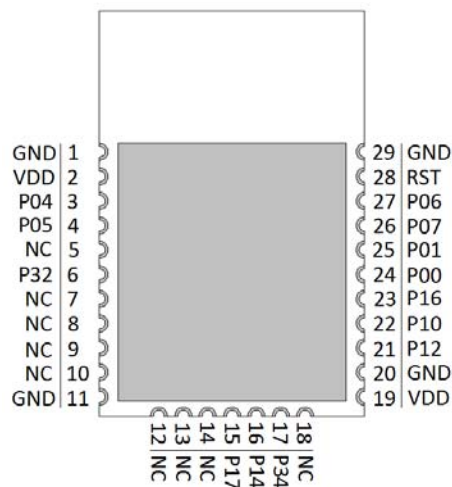 GND 1
VDD 2
P04 3
P05 4
NC 5
P32 6
NC 7
NC 8
NC 9
NC 10
GND 11
12 NC
13 NC
14 NC
15 P17
16 P14
17 P34
18 NC
29 GND
28 RST
27 P06
26 P07
25 P01
24 P00
23 P16
22 P10
21 P12
20 GND
19 VDD